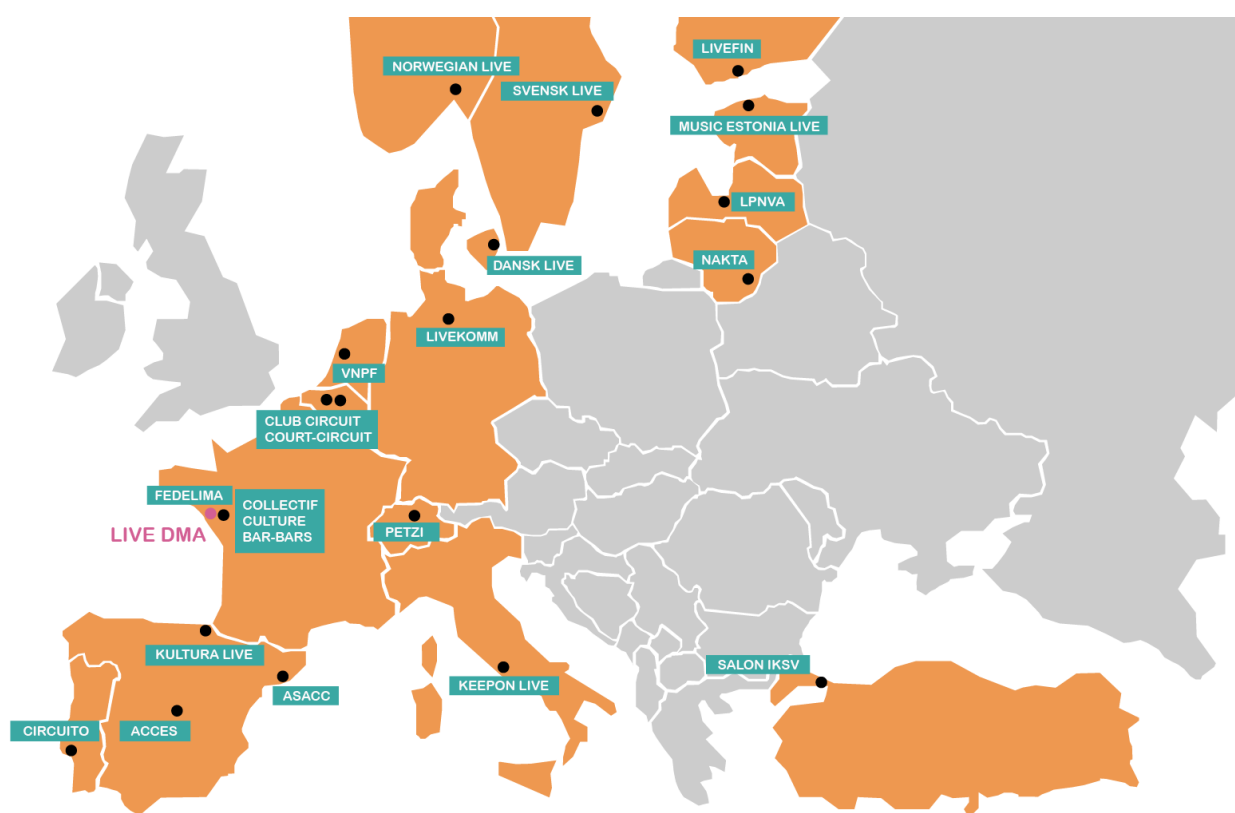 LIVEFIN
NORWEGIAN LIVE
SVENSK LIVE
MUSIC ESTONIA LIVE
LPNVA
NAKTA
DANSK LIVE
LIVEKOMM
VNPF
CLUB CIRCUIT
COURT-CIRCUIT
FEDELIMA
COLLECTIF
CULTURE
BAR-BARS
LIVE DMA
PETZI
KULTURA LIVE
SALON IKSV
KEEPON LIVE
ASACC
CIRCUITO
ACCES